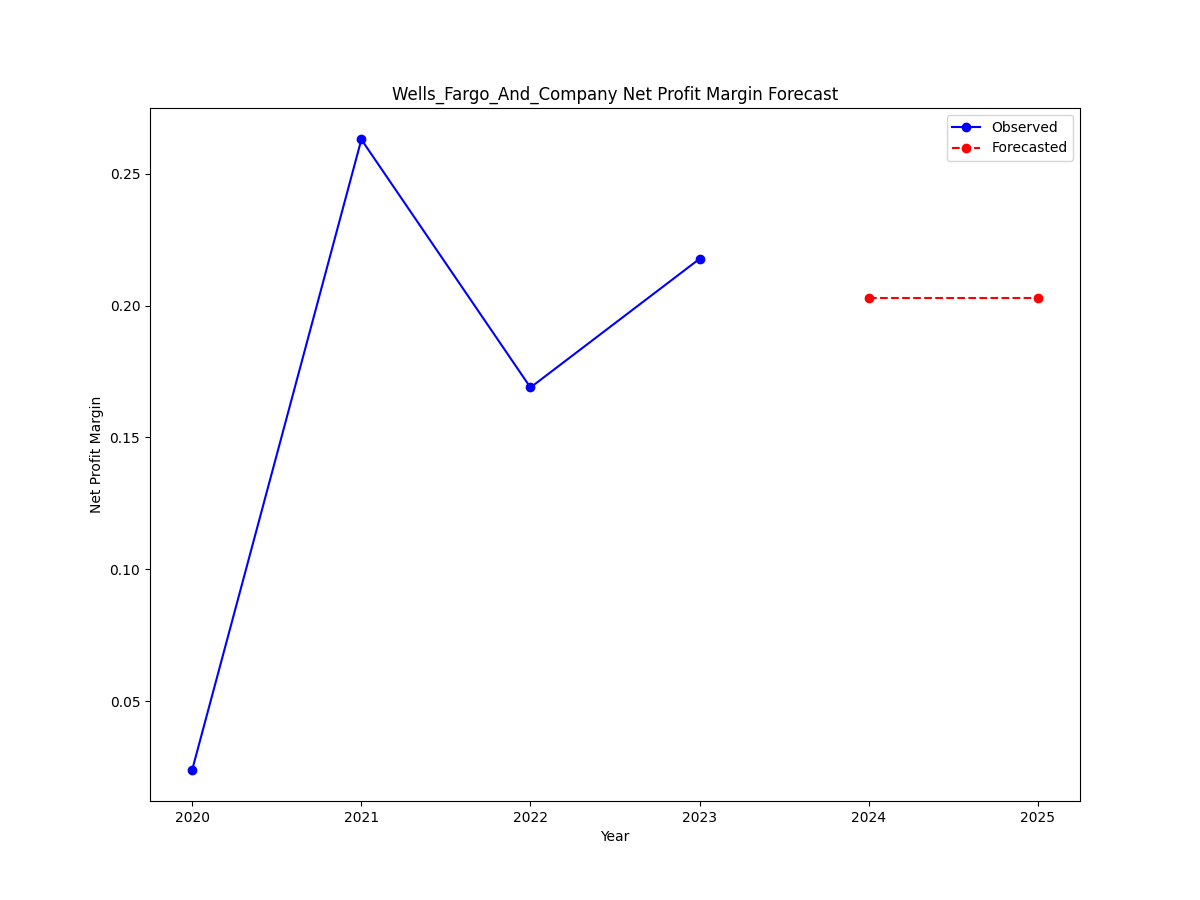 Wells_Fargo_And_Company Net Profit Margin Forecast
Observed
Forecasted
Net Profit Margin
0.25
0.20
0.15
0.10
0.05
2020 2021 2022 2023 2024 2025
Year